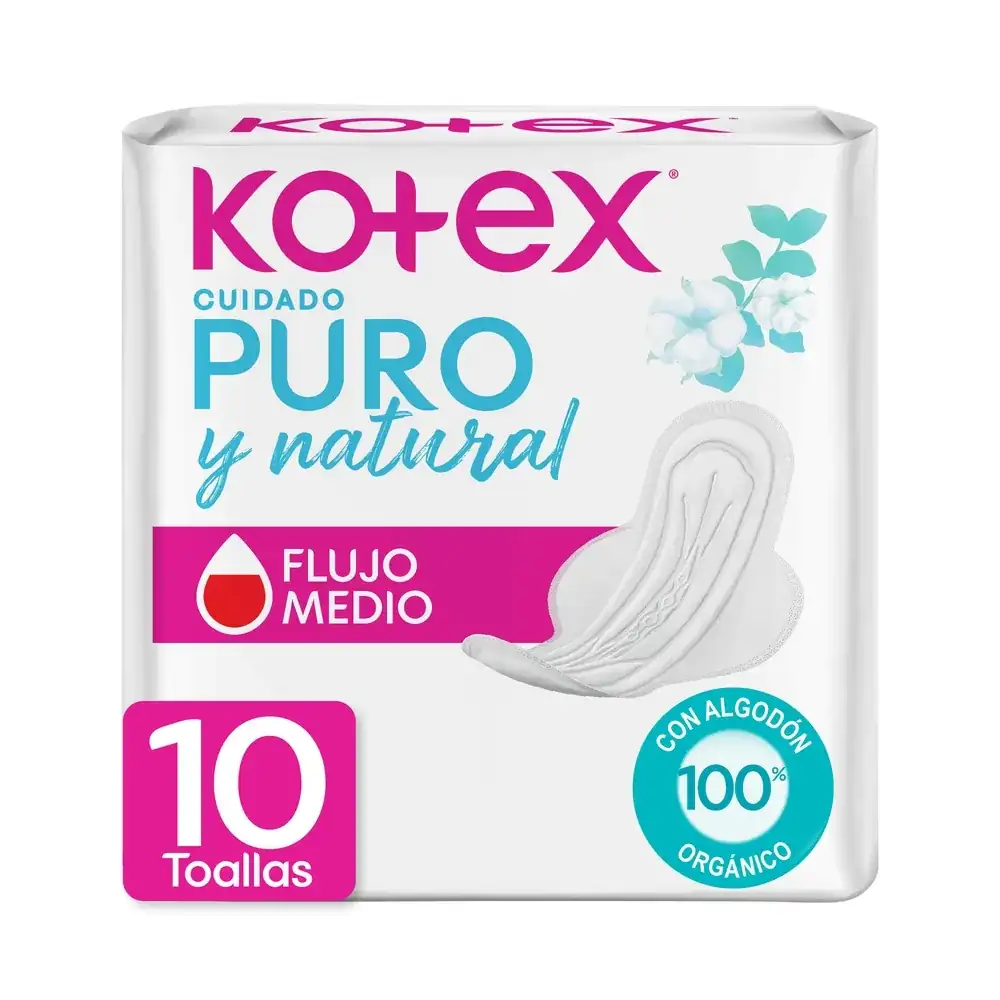 Kotex
Kotex®
CUIDADO
PURO
y natural
FLUJO
MEDIO
10
Toallas
CON ALGODÓN
100%
ORGÁNICO